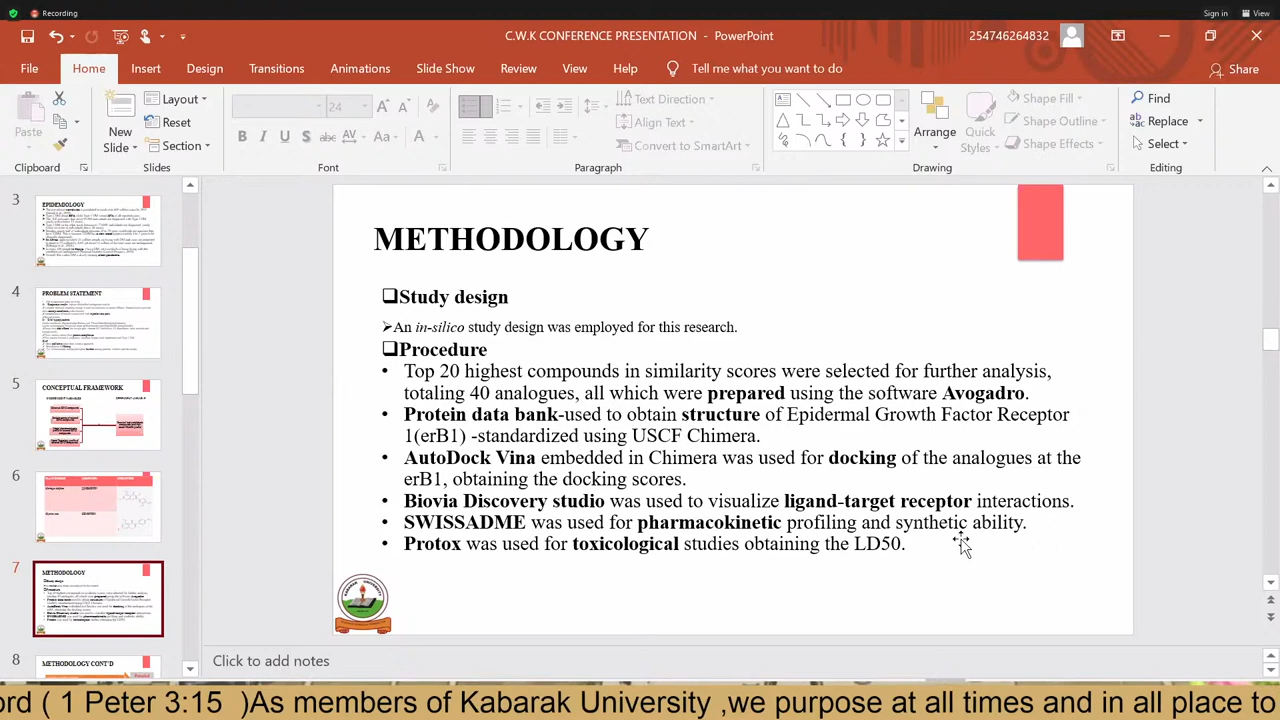 Recording
Sign in
View
C.W.K CONFERENCE PRESENTATION - PowerPoint
254746264832
File
Home
Insert
Design
Transitions
Animations
Slide Show
Review
View
Help
Tell me what you want to do
Share
Paste
New
Slide
Layout
Reset
Section
24
B I U S abc AV Aa A
Text Direction
Align Text
Convert to SmartArt
Arrange
Styles
Shape Fill
Shape Outline
Shape Effects
Find
Replace
Select
Clipboard
Slides
Font
Paragraph
Drawing
Editing
3
EPIDEMIOLOGY
4
PROBLEM STATEMENT
5
CONCEPTUAL FRAMEWORK
6
7
METHODOLOGY
8
METHODOLOGY CONT'D
METHODOLOGY
Study design
An in-silico study design was employed for this research.
Procedure
• Top 20 highest compounds in similarity scores were selected for further analysis,
totaling 40 analogues, all which were prepared using the software Avogadro.
• Protein data bank-used to obtain structure of Epidermal Growth Factor Receptor
1(erB1) -standardized using USCF Chimera.
• AutoDock Vina embedded in Chimera was used for docking of the analogues at the
erB1, obtaining the docking scores.
• Biovia Discovery studio was used to visualize ligand-target receptor interactions.
• SWISSADME was used for pharmacokinetic profiling and synthetic ability.
• Protox was used for toxicological studies obtaining the LD50.
Click to add notes
ord ( 1 Peter 3:15 )As members of Kabarak University ,we purpose at all times and in all place to